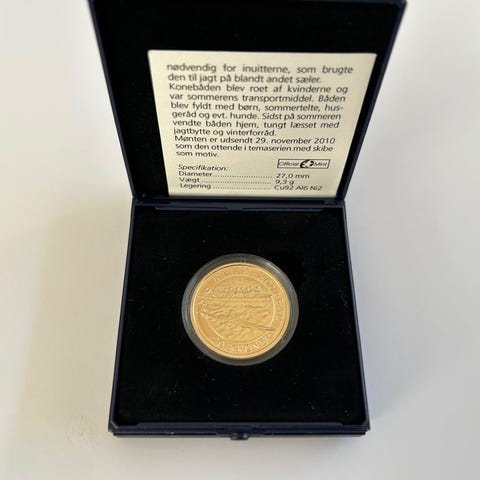 nødvendig for inuitterne, som brugte
den til jagt på blandt andet sæler.
Konebåden blev roet af kvinderne og
var sommerens transportmiddel. Båden
blev fyldt med børn, sommertelte, hus-
geråd og evt. hunde. Sidst på sommeren
vendte båden hjem, tungt læsset med
jagtbytte og vinterforråd.
Mønten er udsendt 29. november 2010
som den ottende i temaserien med skibe
som motiv.
Official Mint
Specifikation:
Diameter 27,0 mm
Vægt 9,3 g
Legering Cu92 Al6 Ni2